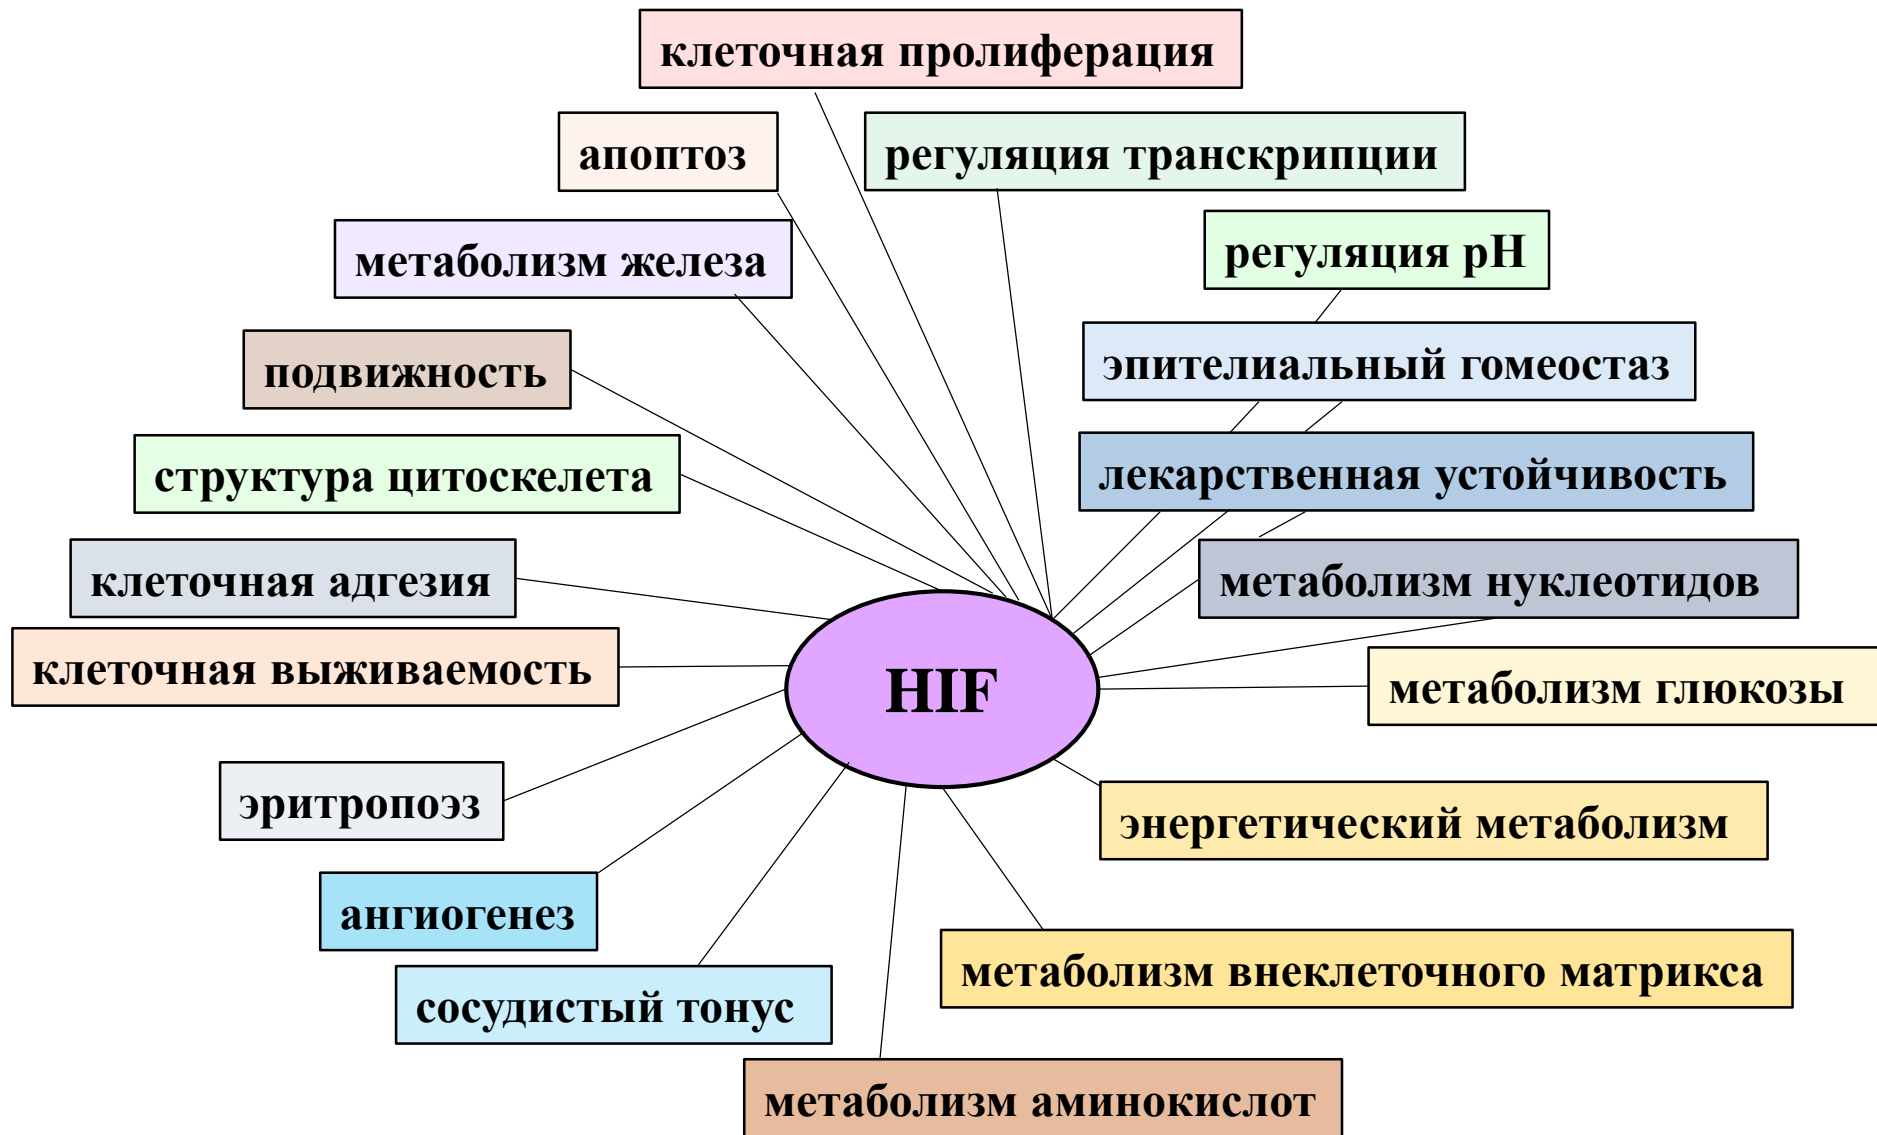 клеточная пролиферация
апоптоз
регуляция транскрипции
метаболизм железа
регуляция pH
подвижность
эпителиальный гомеостаз
структура цитоскелета
лекарственная устойчивость
клеточная адгезия
метаболизм нуклеотидов
клеточная выживаемость
HIF
метаболизм глюкозы
эритропоэз
энергетический метаболизм
ангиогенез
метаболизм внеклеточного матрикса
сосудистый тонус
метаболизм аминокислот